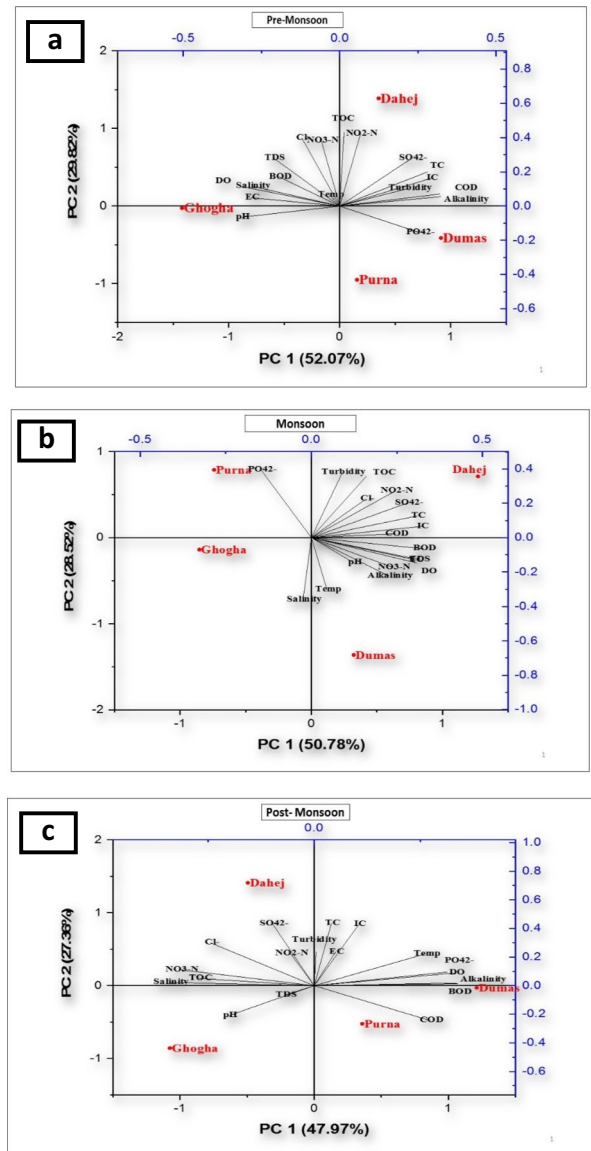 a
Pre-Monsoon
-0.5 0.0 0.5
2
0.8
Dahej
0.6
TOC
1
Cl- NO3-N NO2-N
0.4
TDS SO42-
TC
BOD IC
0.2
DO Salinity Temp Turbidity COD
EC Alkalinity
0
0.0
Ghogha
pH
PO42-
Dumas
-0.2
-0.4
-1
Purna
-0.6
-2 -1 0 1
PC 2 (29.82%)
PC 1 (52.07%)
1
b
Monsoon
-0.5 0.0 0.5
1
0.4
Purna PO42- Turbidity TOC Dahej
NO2-N
Cl-
SO42-
0.2
TC
IC
COD
0
0.0
Ghogha
BOD
pH
NO3-N
DO
Alkalinity
-0.2
Temp
Salinity
-0.4
-1
-0.6
Dumas
-0.8
-2
-1.0
-1 0 1
PC 2 (28.52%)
PC 1 (50.78%)
1
c
Post- Monsoon
0.0
2
1.0
0.8
Dahej
0.6
1
SO42- TC IC
0.4
Cl-
Turbidity
NO2-N EC Temp
PO42-
0.2
NO3-N
DO
TOC
Salinity Alkalinity
0
0.0
TDS BOD Dumas
pH
COD
-0.2
Purna
-0.4
Ghogha
-1
-0.6
-1 0 1
PC 2 (27.36%)
PC 1 (47.97%)
1